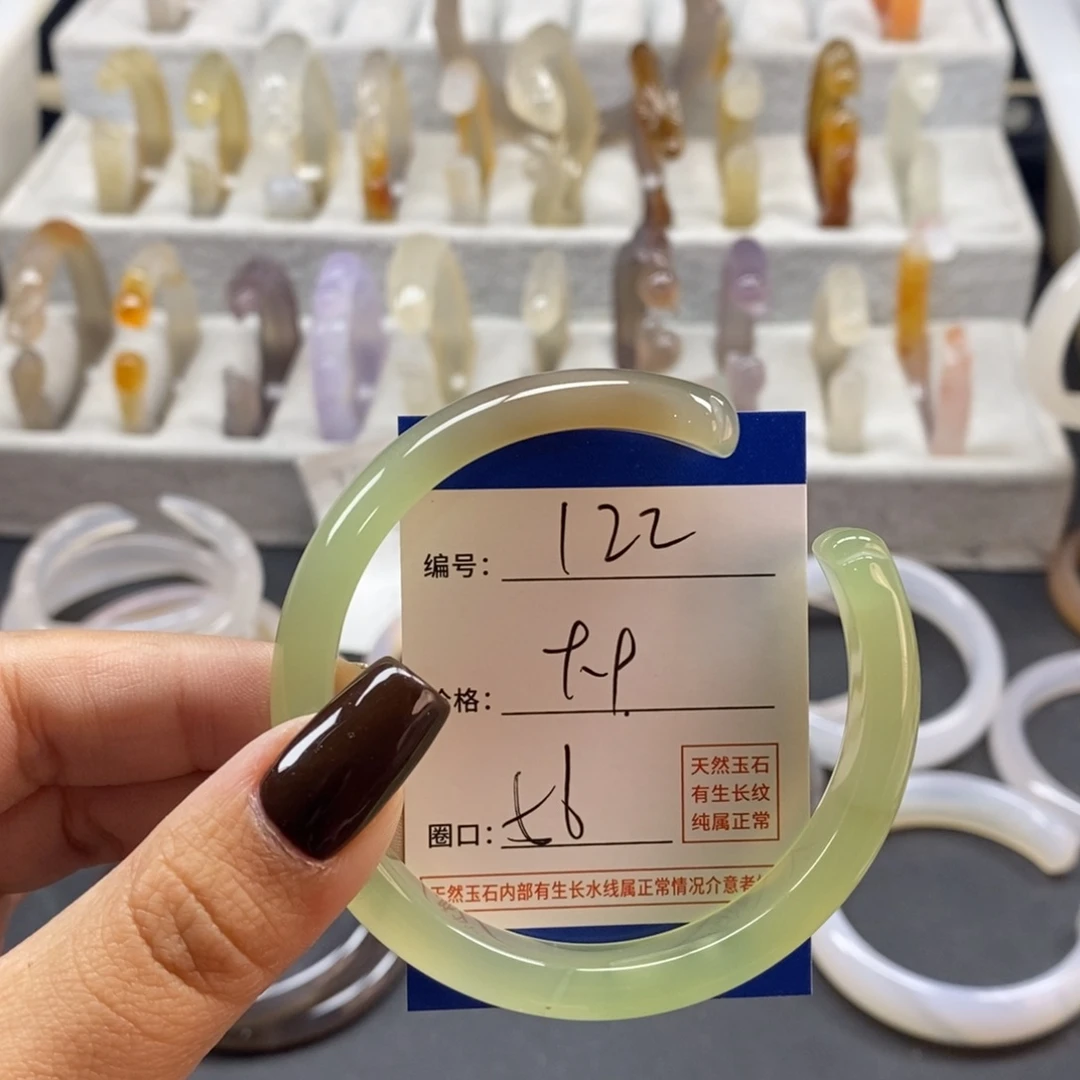 编号: 122
格:
圈口:
天然玉石
有生长纹
纯属正常
天然玉石内部有生长水线属正常情况介意者